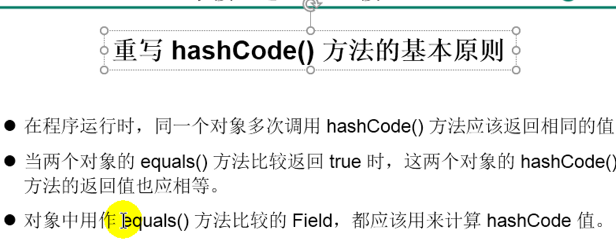 重写 hashCode() 方法的基本原则
● 在程序运行时，同一个对象多次调用 hashCode() 方法应该返回相同的值
● 当两个对象的 equals() 方法比较返回 true 时，这两个对象的 hashCode()
方法的返回值也应相等。
● 对象中用作 equals() 方法比较的 Field，都应该用来计算 hashCode 值。